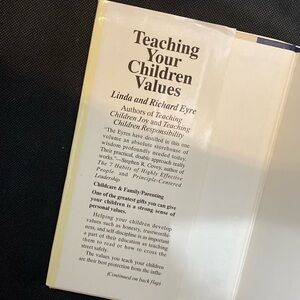 Teaching
Your
Children
Values
Linda and Richard Eyre
Authors of Teaching
Children Joy and Teaching
Children Responsibility
"The Eyres have distilled in this one
volume an absolute storehouse of
wisdom profoundly needed today.
Their practical, doable approach really
works."—Stephen R. Covey, author of
The 7 Habits of Highly Effective
People and Principle-Centered
Leadership
Childcare & Family/Parenting
One of the greatest gifts you can give
your children is a strong sense of
personal values.
Helping your children develop
values such as honesty, trustworthi-
ness, and self-discipline is as important
a part of their education as teaching
them to read or how to cross the
street safely.
The values you teach your children
are their best protection from the influ-
(Continued on back flap)